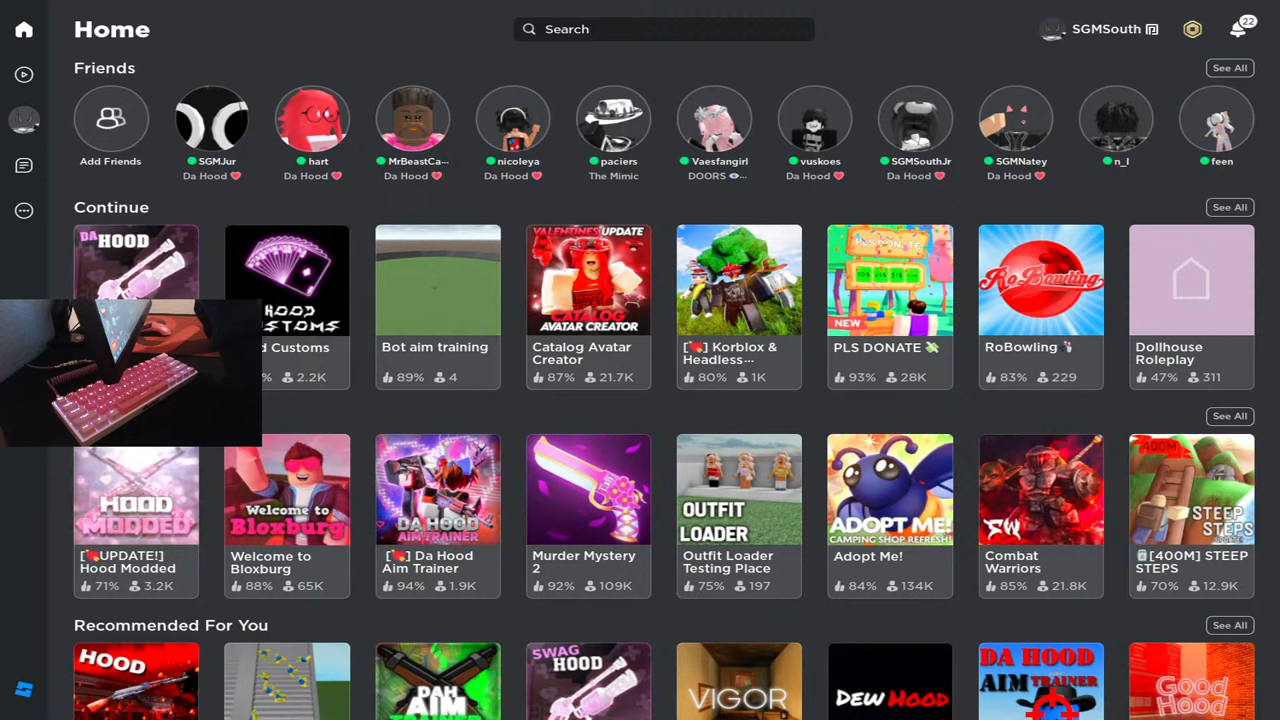 Home
Search
SGMSouth
22
Friends
See All
Add Friends
SGMJur
Da Hood
hart
Da Hood
MrBeastCa...
Da Hood
nicoleya
Da Hood
paciers
The Mimic
Vaesfangirl
DOORS
vuskoes
Da Hood
SGMSouthJr
Da Hood
SGMNatey
Da Hood
n_l
feen
Continue
See All
DA HOOD
VALENTINES UPDATE
CATALOG
AVATAR CREATOR
PLS DONATE
NEW
RoBowling
d Customs
% 2.2K
Bot aim training
89% 4
Catalog Avatar
Creator
87% 21.7K
[💘] Korblox &
Headless...
80% 1K
PLS DONATE 💸
93% 28K
RoBowling🎳
83% 229
Dollhouse
Roleplay
47% 311
See All
HOOD
MODDED
Welcome to
Bloxburg
DA HOOD
AIM TRAINER
OUTFIT
LOADER
ADOPT ME!
CAMPING SHOP REFRESH!
400M
STEEP
STEPS
[💘UPDATE!]
Hood Modded
71% 3.2K
Welcome to
Bloxburg
88% 65K
[💘] Da Hood
Aim Trainer
94% 1.9K
Murder Mystery
2
92% 109K
Outfit Loader
Testing Place
75% 197
Adopt Me!
84% 134K
Combat
Warriors
85% 21.8K
[400M] STEEP
STEPS
70% 12.9K
Recommended For You
See All
HOOD
DAH
AIM
SWAG
HOOD
VIGOR
DEW HOOD
DA HOOD
AIM TRAINER
Good
Hood